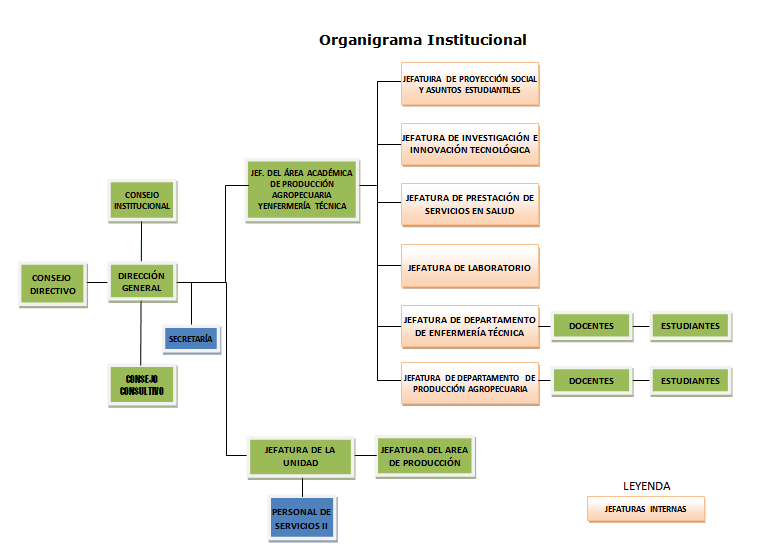 Organigrama Institucional
JEFATUIRA DE PROYECCIÓN SOCIAL
Y ASUNTOS ESTUDIANTILES
JEFATURA DE INVESTIGACIÓN E
INNOVACIÓN TECNOLÓGICA
JEF. DEL ÁREA ACADÉMICA
DE PRODUCCIÓN
AGROPECUARIA
YENFERMERÍA TÉCNICA
CONSEJO
INSTITUCIONAL
JEFATURA DE PRESTACIÓN DE
SERVICIOS EN SALUD
CONSEJO
DIRECTIVO
DIRECCIÓN
GENERAL
JEFATURA DE LABORATORIO
SECRETARÍA
JEFATURA DE DEPARTAMENTO
DE ENFERMERÍA TÉCNICA
DOCENTES
ESTUDIANTES
CONSEJO
CONSULTIVO
JEFATURA DE DEPARTAMENTO DE
PRODUCCIÓN AGROPECUARIA
DOCENTES
ESTUDIANTES
JEFATURA DE LA
UNIDAD
JEFATURA DEL AREA
DE PRODUCCIÓN
PERSONAL DE
SERVICIOS II
LEYENDA
JEFATURAS INTERNAS